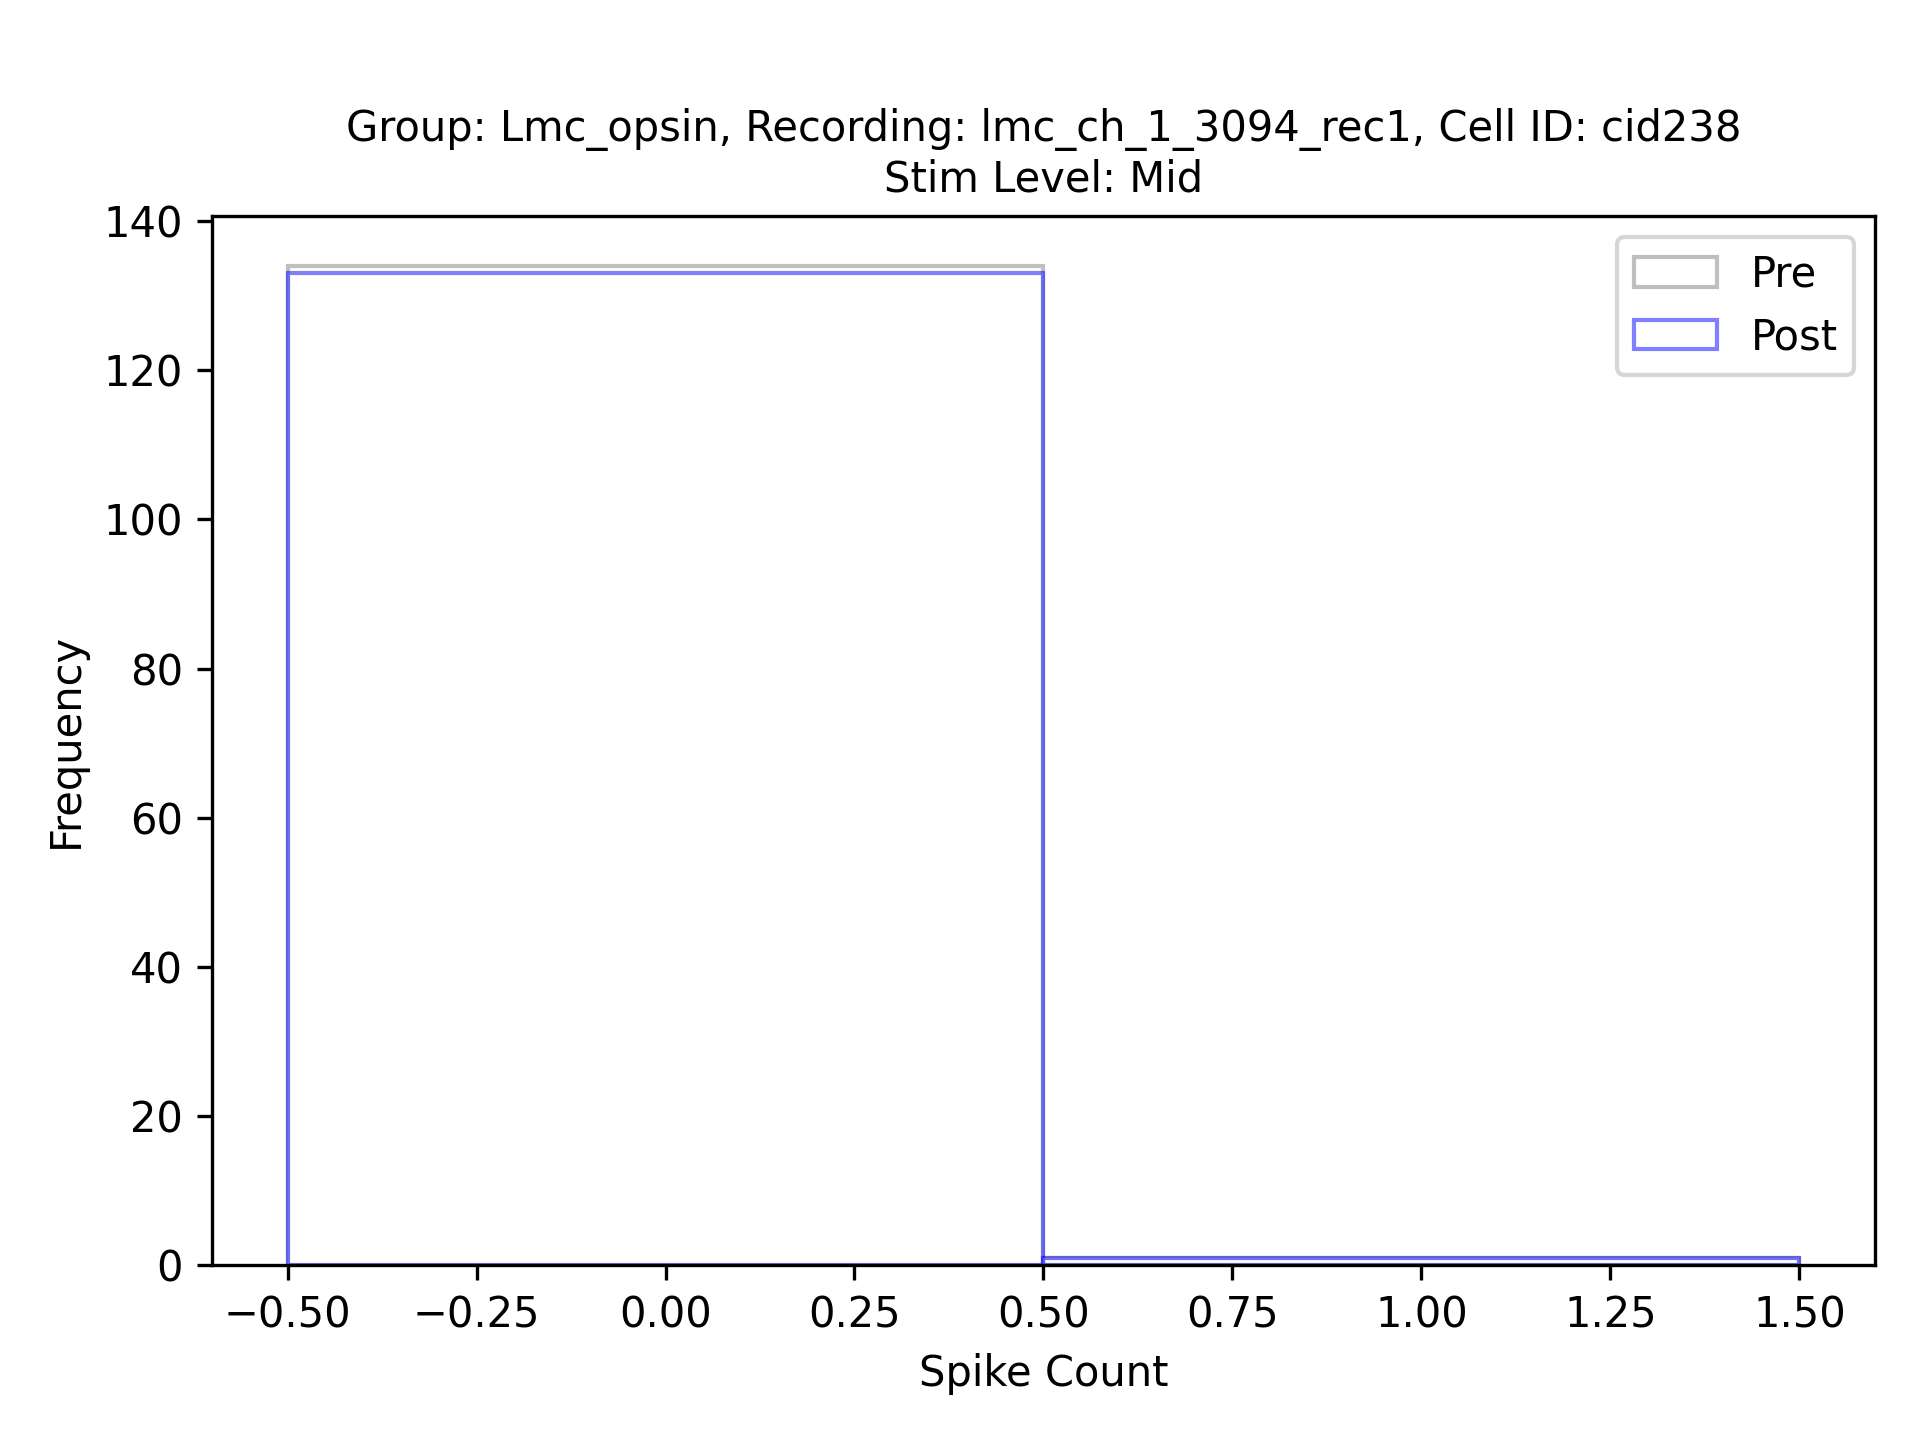 Group: Lmc_opsin, Recording: lmc_ch_1_3094_rec1, Cell ID: cid238
Stim Level: Mid
Pre
Post
140
120
100
80
60
40
20
0
Frequency
−0.50 −0.25 0.00 0.25 0.50 0.75 1.00 1.25 1.50
Spike Count